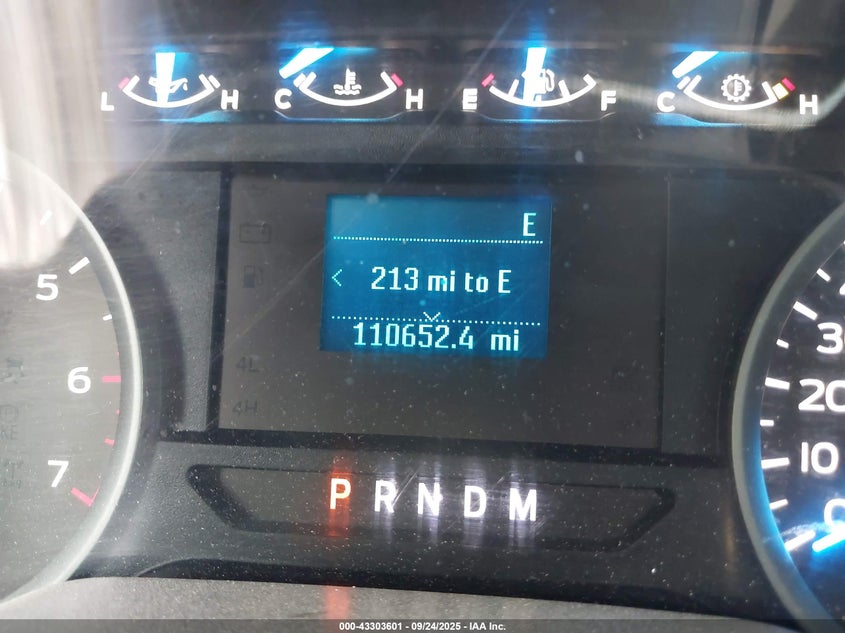 L H C H E F C H
E
< 213 mi to E
110652.4 mi
5
6
7
4L
4H
30
20
10
0
P R N D M
000-43303601 - 09/24/2025 - IAA Inc.